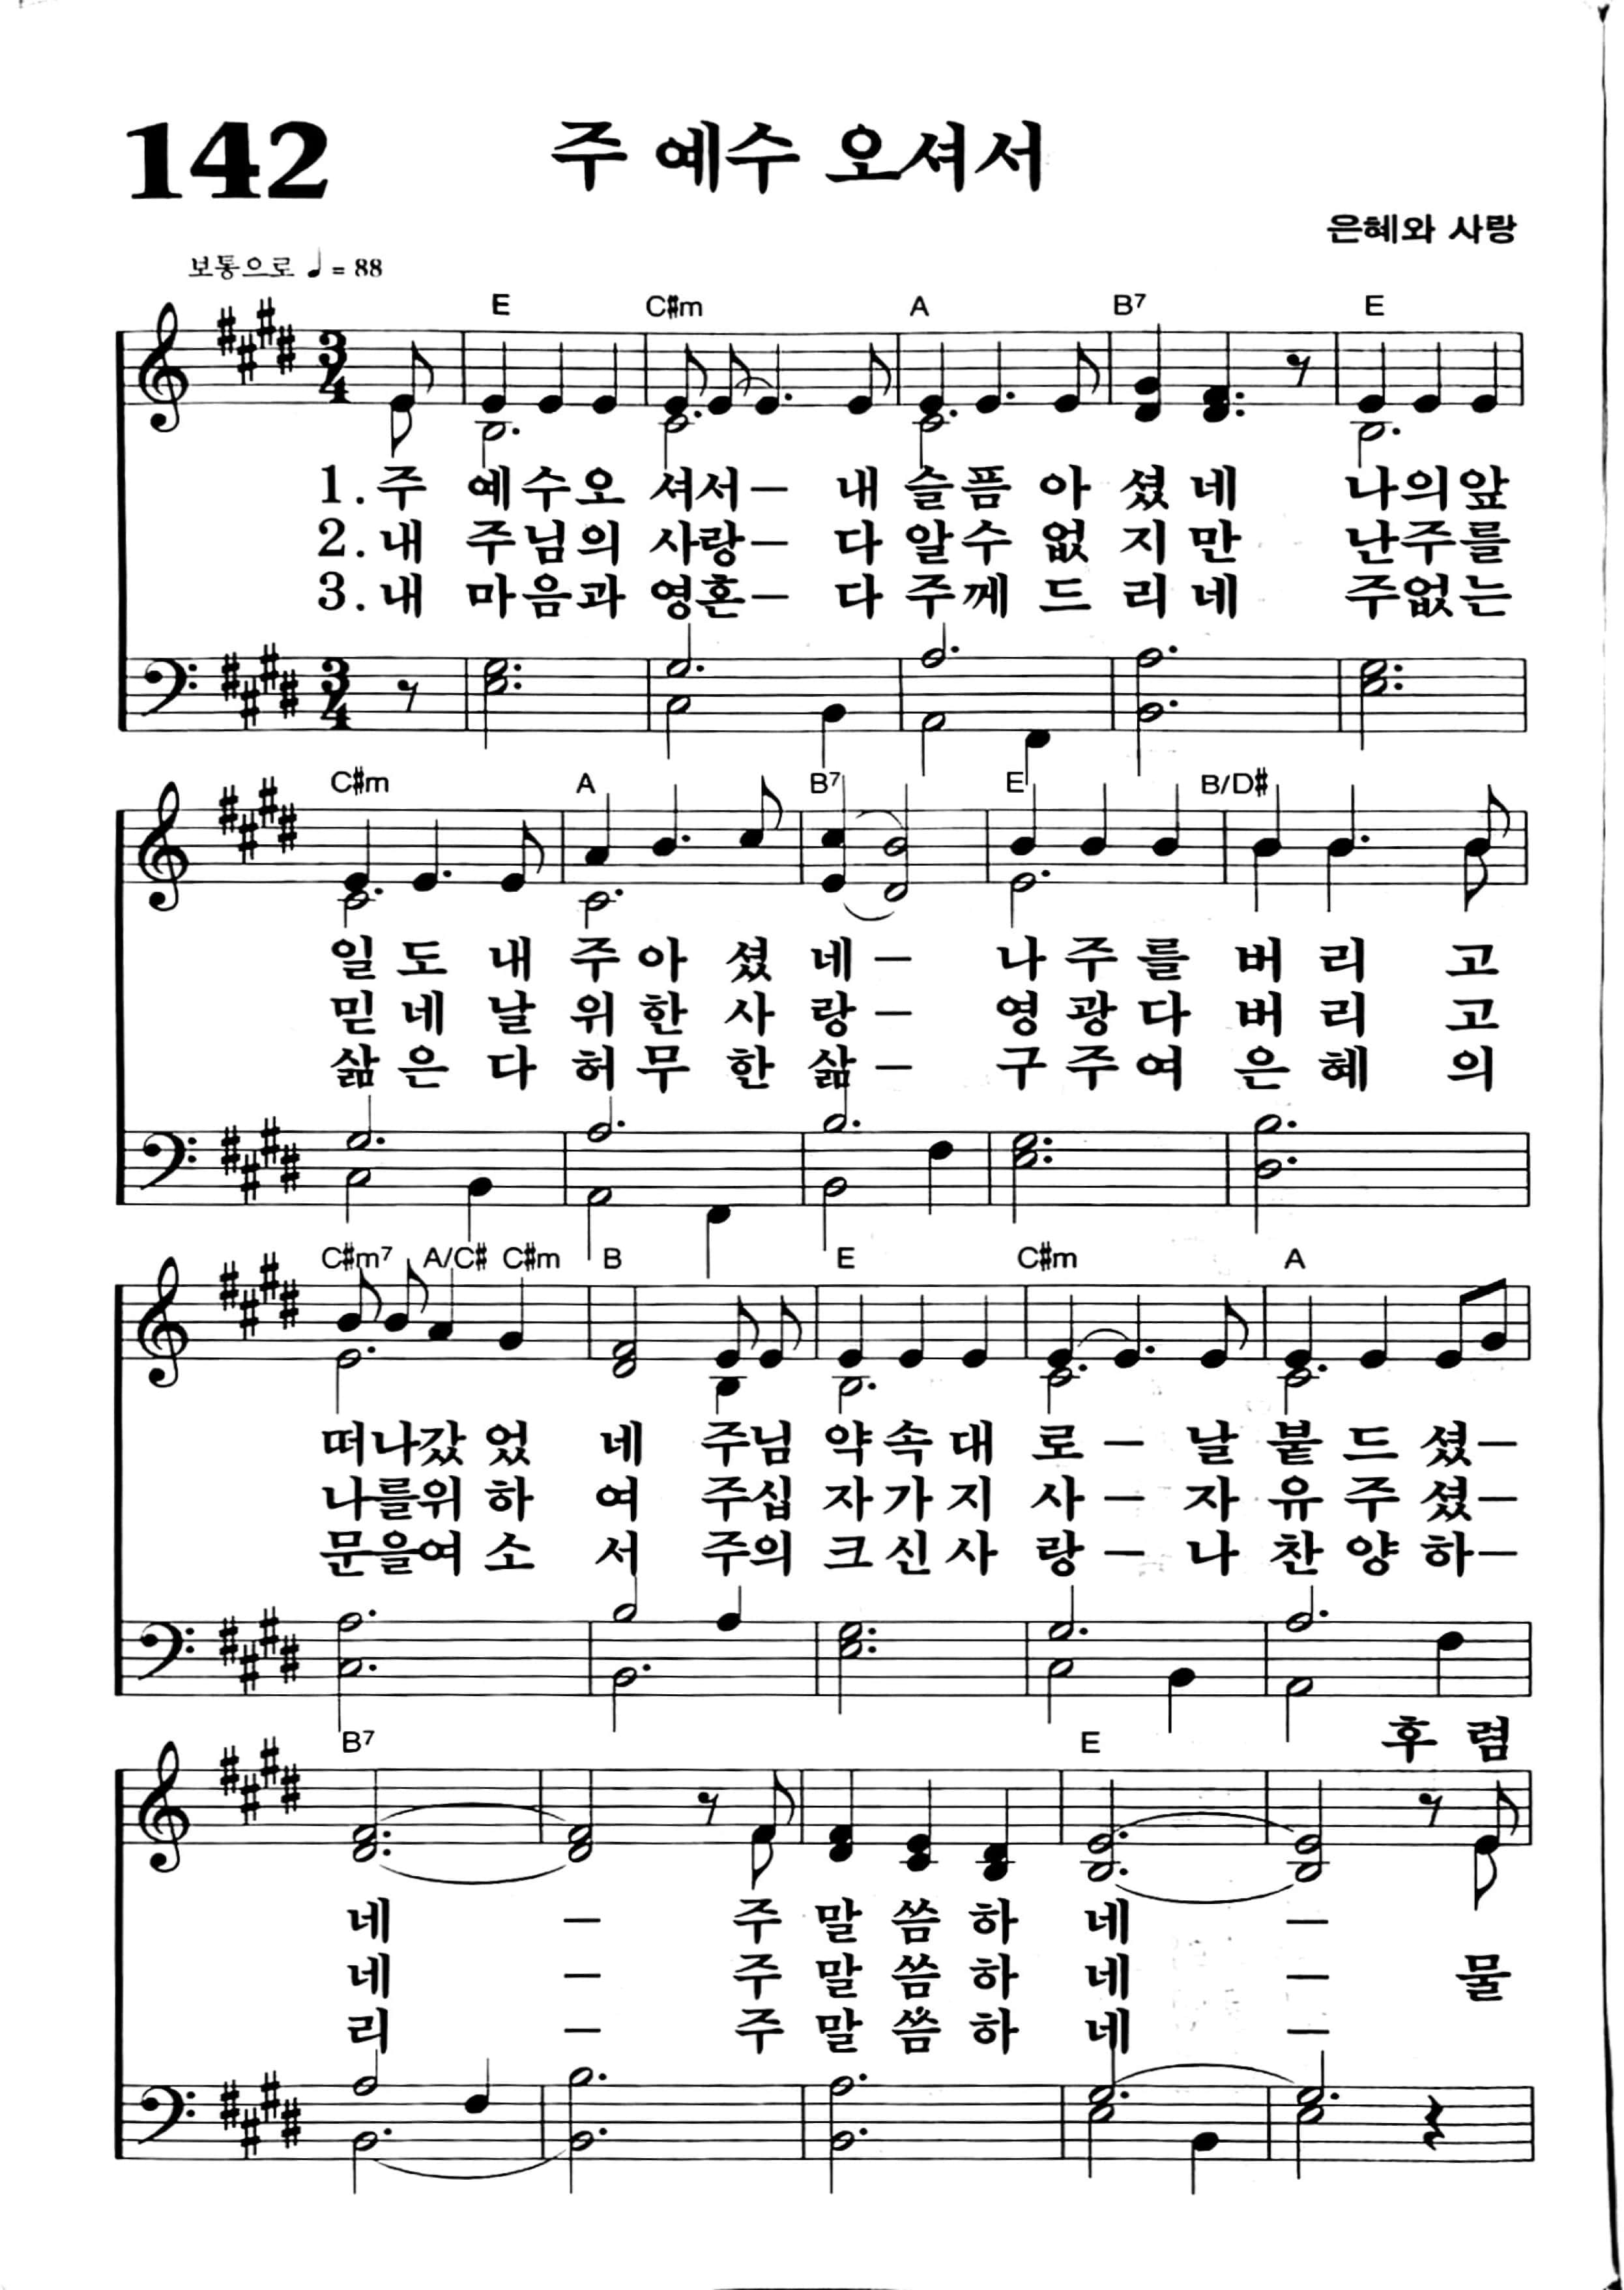 142 주 예수 오셔서
은혜와 사랑
보통으로 ♩ = 88
E C#m A B7 E
1. 주 예수오 셔서 – 내 슬픔 아 셨 네 나의앞
2. 내 주님의 사랑 – 다 알수 없 지 만 난주를
3. 내 마음과 영혼 – 다 주께 드 리 네 주없는
C#m A B7 E B/D#
일 도 내 주 아 셨 네 – 나 주 를 버 리 고
믿 네 날 위 한 사 랑 – 영 광 다 버 리 고
삶 은 다 허 무 한 삶 – 구 주 여 은 혜 의
C#m7 A/C# C#m B E C#m A
떠나갔 었 네 주님 약 속 대 로 – 날 붙 드 셨 –
나를위 하 여 주십 자 가 지 사 – 자 유 주 셨 –
문을여 소 서 주의 크 신 사 랑 – 나 찬 양 하 –
후 렴
B7 E
네 – 주 말 씀 하 네 –
네 – 주 말 씀 하 네 – 물
리 – 주 말 씀 하 네 –